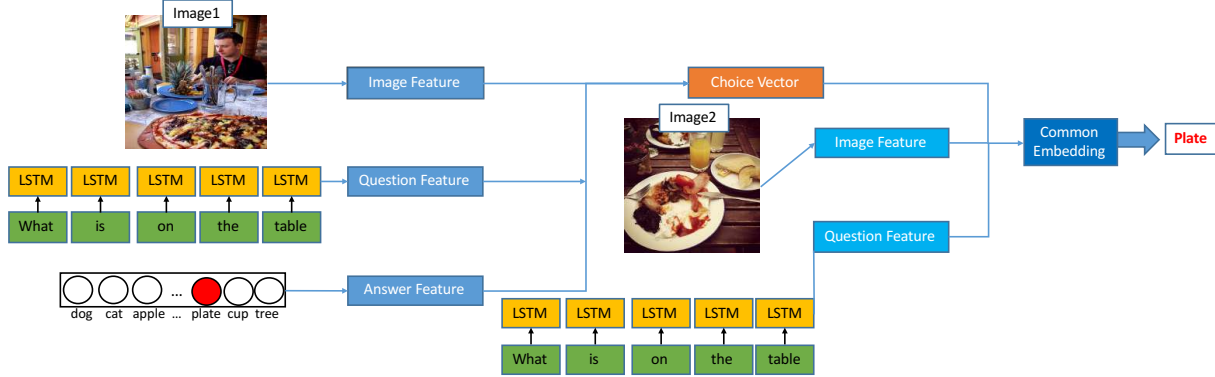 Image1
Image Feature
Choice Vector
Image2
Image Feature
Common
Embedding
Plate
LSTM LSTM LSTM LSTM LSTM
Question Feature
What is on the table
Question Feature
Answer Feature
dog cat apple ... plate cup tree
...
LSTM LSTM LSTM LSTM LSTM
What is on the table